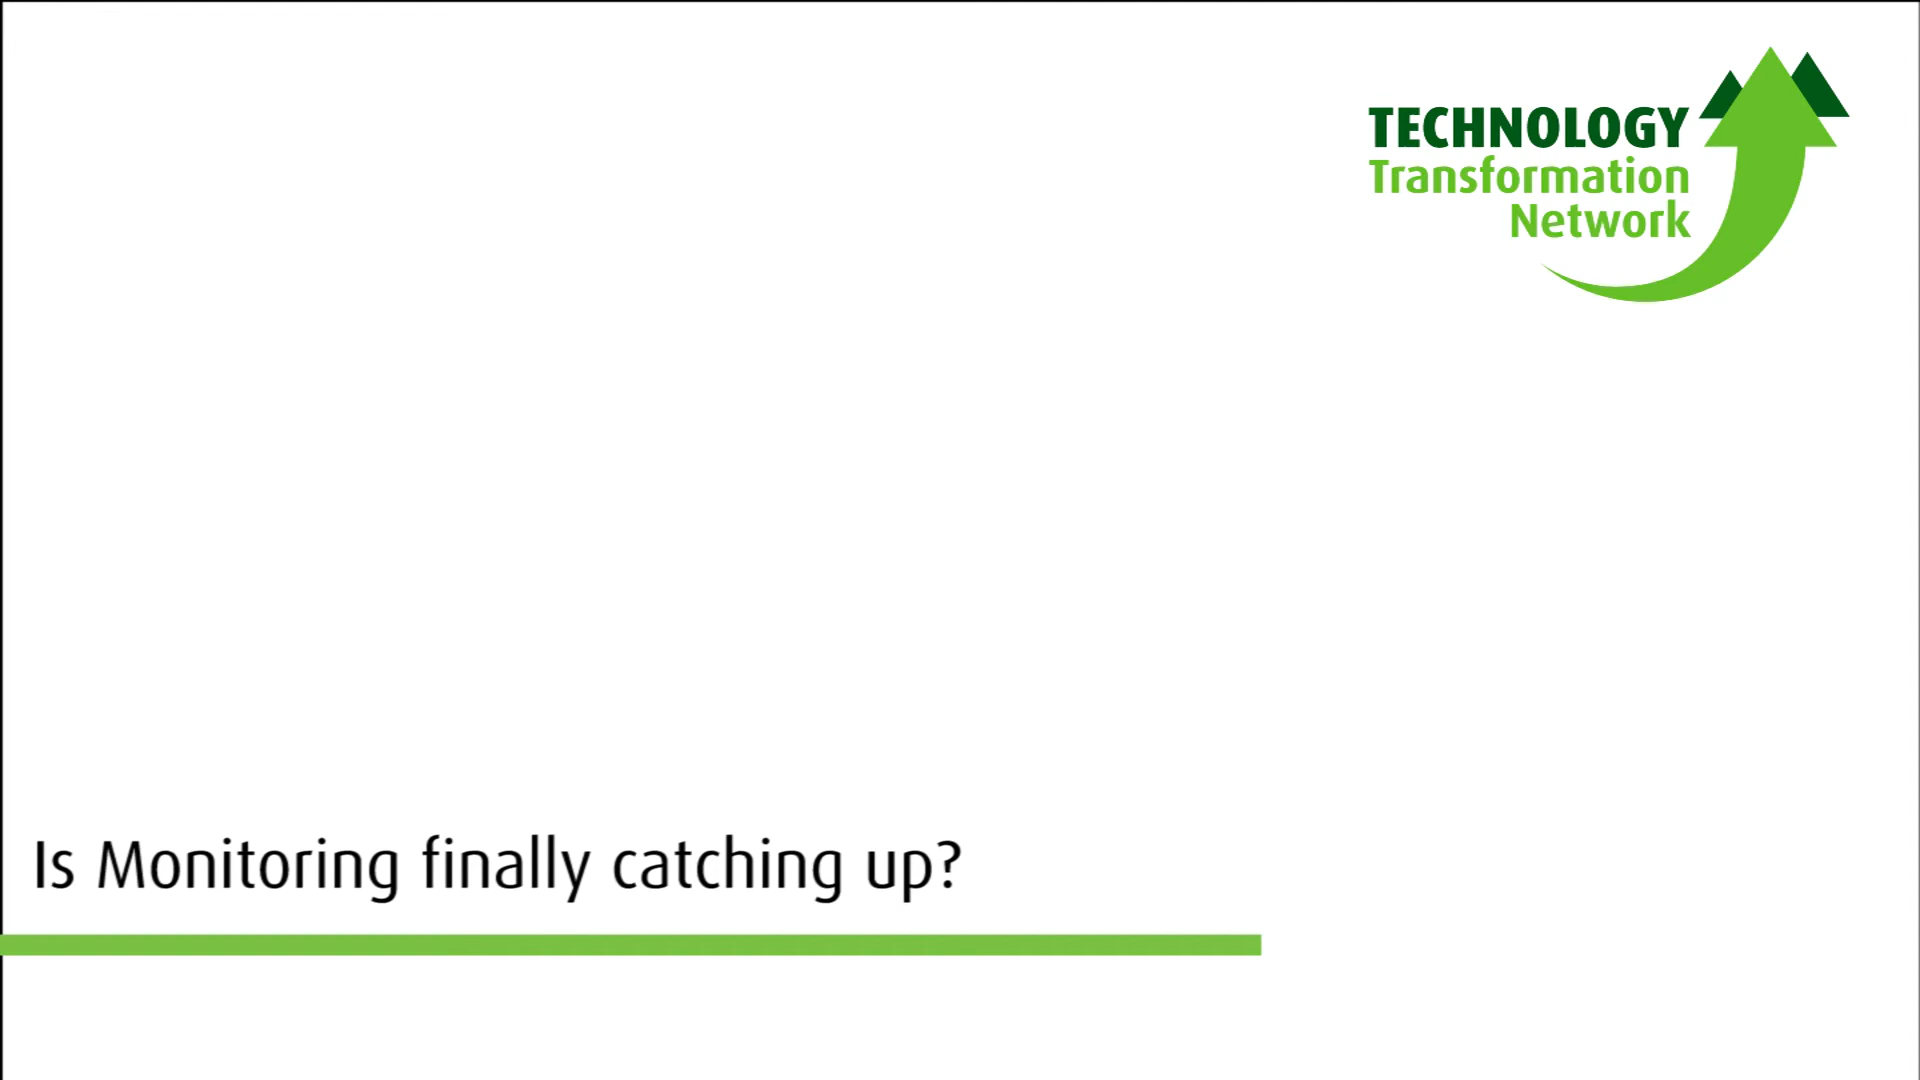 TECHNOLOGY
Transformation
Network
Is Monitoring finally catching up?